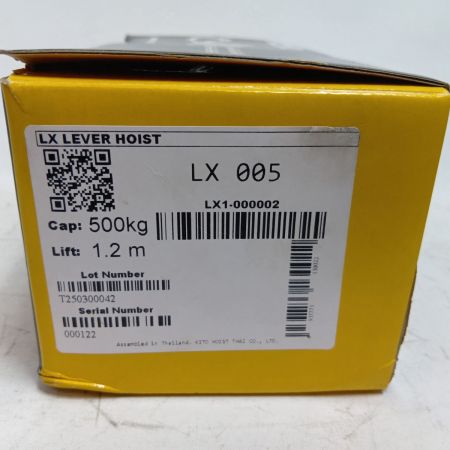 LX LEVER HOIST
LX 005
LX1-000002
Cap: 500kg
Lift: 1.2 m
Lot Number
T250300042
Serial Number
000122
Assembled in Thailand. KITO HOIST THAI CO., LTD.